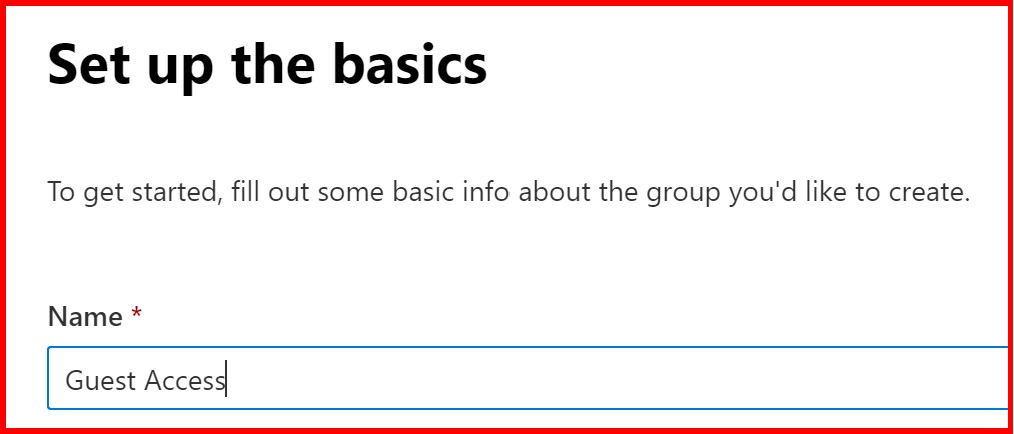 Set up the basics
To get started, fill out some basic info about the group you'd like to create.
Name *
Guest Access